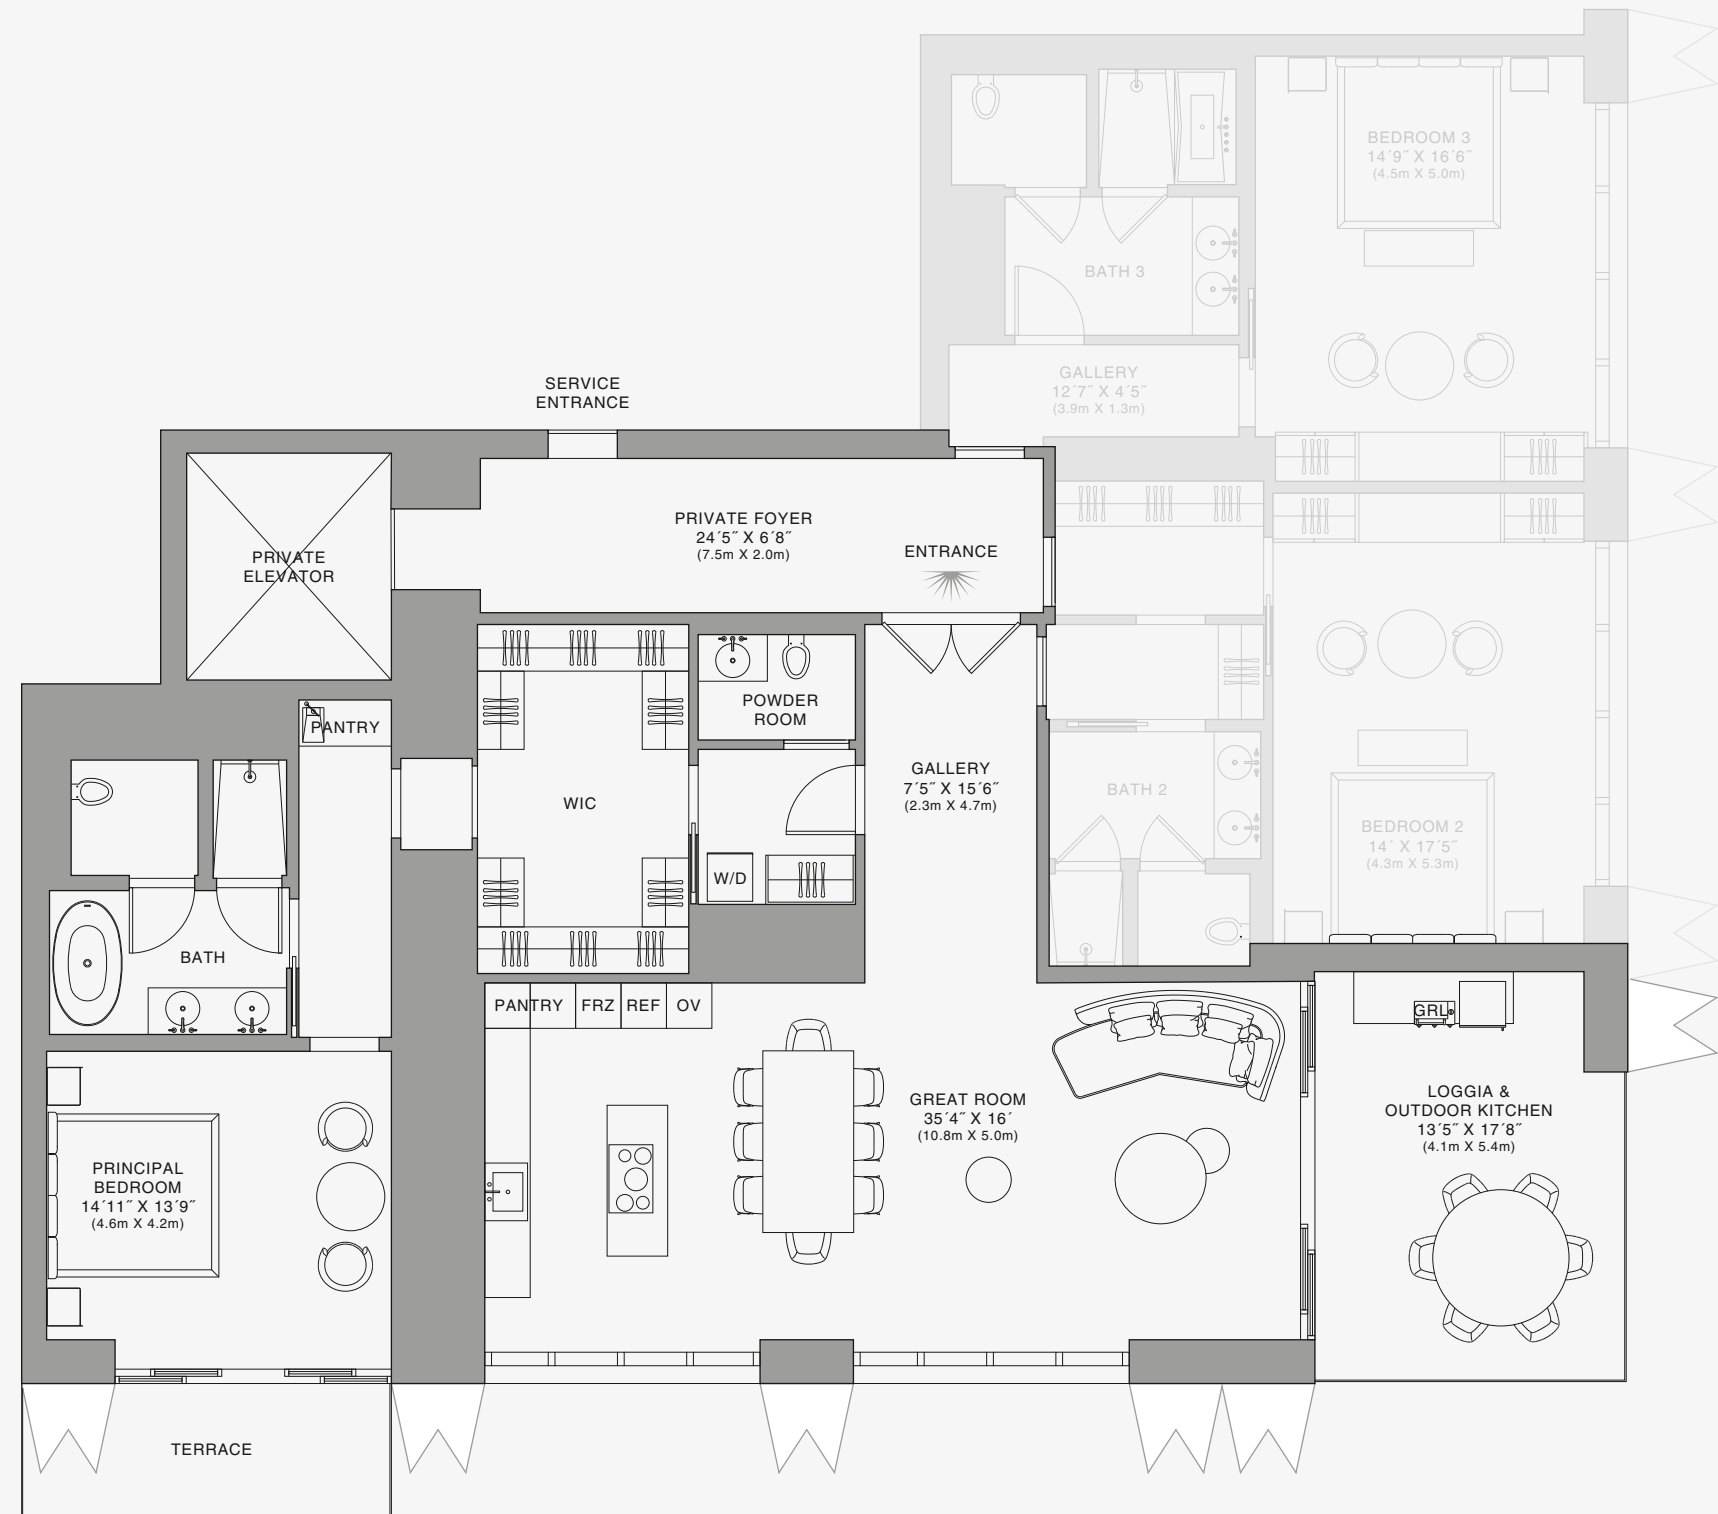 BEDROOM 3
14´9˝ X 16´6˝
(4.5m X 5.0m)
BATH 3
GALLERY
12´7˝ X 4´5˝
(3.9m X 1.3m)
SERVICE
ENTRANCE
PRIVATE FOYER
24´5˝ X 6´8˝
(7.5m X 2.0m)
ENTRANCE
PRIVATE
ELEVATOR
POWDER
ROOM
PANTRY
GALLERY
7´5˝ X 15´6˝
(2.3m X 4.7m)
WIC
BATH 2
BEDROOM 2
14´ X 17´5˝
(4.3m X 5.3m)
W/D
BATH
PANTRY
FRZ
REF
OV
GRL
GREAT ROOM
35´4˝ X 16´
(10.8m X 5.0m)
LOGGIA &
OUTDOOR KITCHEN
13´5˝ X 17´8˝
(4.1m X 5.4m)
PRINCIPAL
BEDROOM
14´11˝ X 13´9˝
(4.6m X 4.2m)
TERRACE